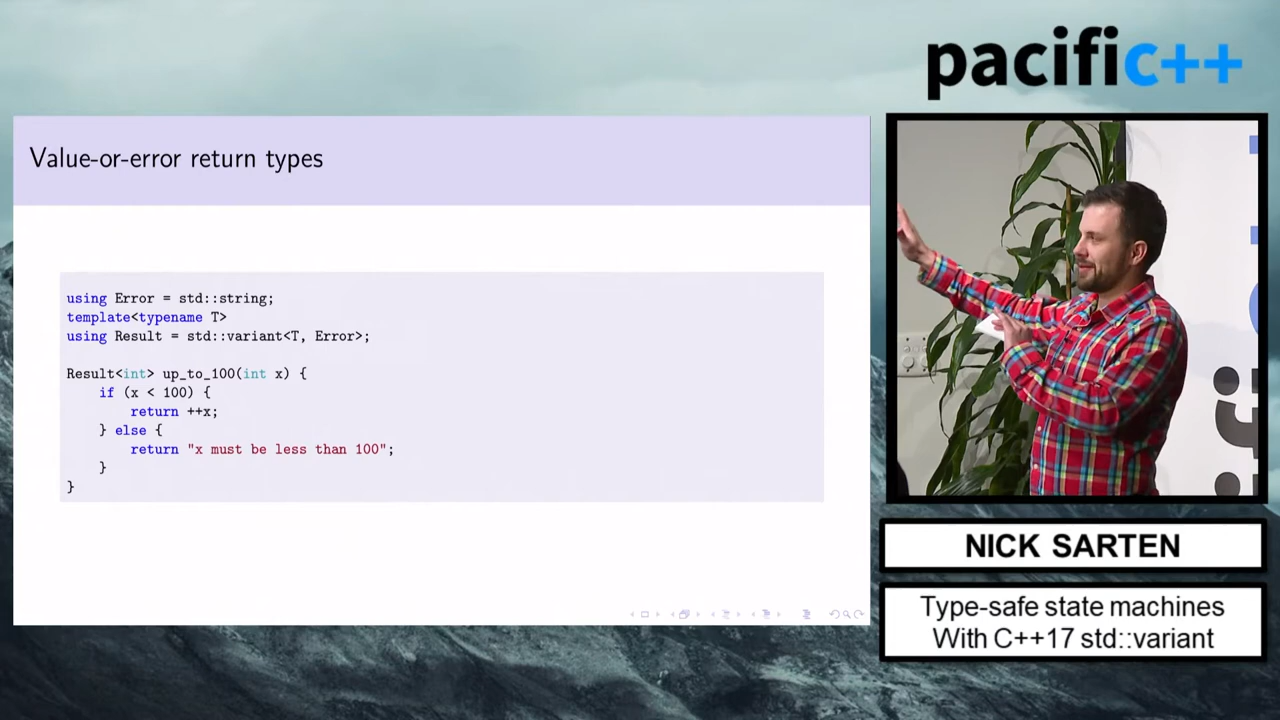 pacific++
Value-or-error return types
using Error = std::string;
template<typename T>
using Result = std::variant<T, Error>;
Result<int> up_to_100(int x) {
    if (x < 100) {
        return ++x;
    } else {
        return "x must be less than 100";
    }
}
NICK SARTEN
Type-safe state machines
With C++17 std::variant